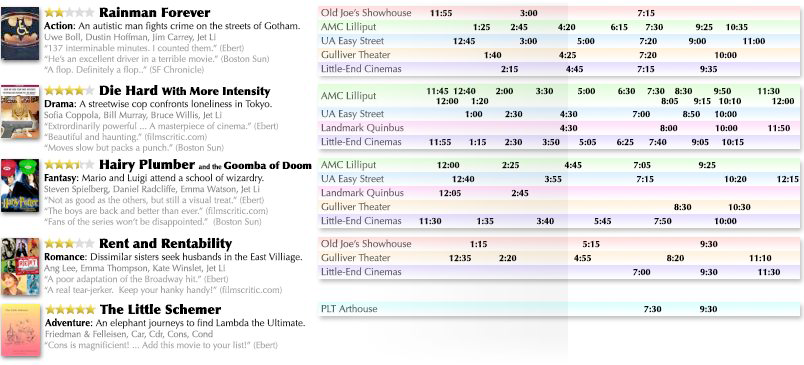 Rainman Forever
Action: An autistic man fights crime on the streets of Gotham.
Uwe Boll, Dustin Hoffman, Jim Carrey, Jet Li
"137 interminable minutes. I counted them." (Ebert)
"He's an excellent driver in a terrible movie." (Boston Sun)
"A flop. Definitely a flop.." (SF Chronicle)
Old Joe's Showhouse 11:55 3:00 7:15
AMC Lilliput 1:25 2:45 4:20 6:15 7:30 9:25 10:35
UA Easy Street 12:45 3:00 5:00 7:20 9:00 11:00
Gulliver Theater 1:40 4:25 7:20 10:00
Little-End Cinemas 2:15 4:45 7:15 9:35
Die Hard With More Intensity
Drama: A streetwise cop confronts loneliness in Tokyo.
Sofia Coppola, Bill Murray, Bruce Willis, Jet Li
"Extrordinarily powerful ... A masterpiece of cinema." (Ebert)
"Beautiful and haunting." (filmscritic.com)
"Moves slow but packs a punch." (Boston Sun)
AMC Lilliput 11:45 12:40 2:00 3:30 5:00 6:30 7:30 8:30 9:50 11:30
12:00 1:20 8:05 9:15 10:10 12:00
UA Easy Street 1:00 2:30 4:30 7:00 8:50 10:00
Landmark Quinbus 4:30 8:00 10:00 11:50
Little-End Cinemas 11:55 1:15 2:30 3:50 5:05 6:25 7:40 9:05 10:15
Hairy Plumber and the Goomba of Doom
Fantasy: Mario and Luigi attend a school of wizardry.
Steven Spielberg, Daniel Radcliffe, Emma Watson, Jet Li
"Not as good as the others, but still a visual treat." (Ebert)
"The boys are back and better than ever." (filmscritic.com)
"Fans of the series won't be disappointed." (Boston Sun)
Harry Potter
AMC Lilliput 12:00 2:25 4:45 7:05 9:25
UA Easy Street 12:40 3:55 7:15 10:20 12:15
Landmark Quinbus 12:05 2:45
Gulliver Theater 8:30 10:30
Little-End Cinemas 11:30 1:35 3:40 5:45 7:50 10:00
Rent and Rentability
Romance: Dissimilar sisters seek husbands in the East Villiage.
Ang Lee, Emma Thompson, Kate Winslet, Jet Li
"A poor adaptation of the Broadway hit." (Ebert)
"A real tear-jerker. Keep your hanky handy!" (filmscritic.com)
RENT
Old Joe's Showhouse 1:15 5:15 9:30
Gulliver Theater 12:35 2:20 4:55 8:20 11:10
Little-End Cinemas 7:00 9:30 11:30
The Little Schemer
Adventure: An elephant journeys to find Lambda the Ultimate.
Friedman & Felleisen, Car, Cdr, Cons, Cond
"Cons is magnificent! ... Add this movie to your list!" (Ebert)
PLT Arthouse 7:30 9:30